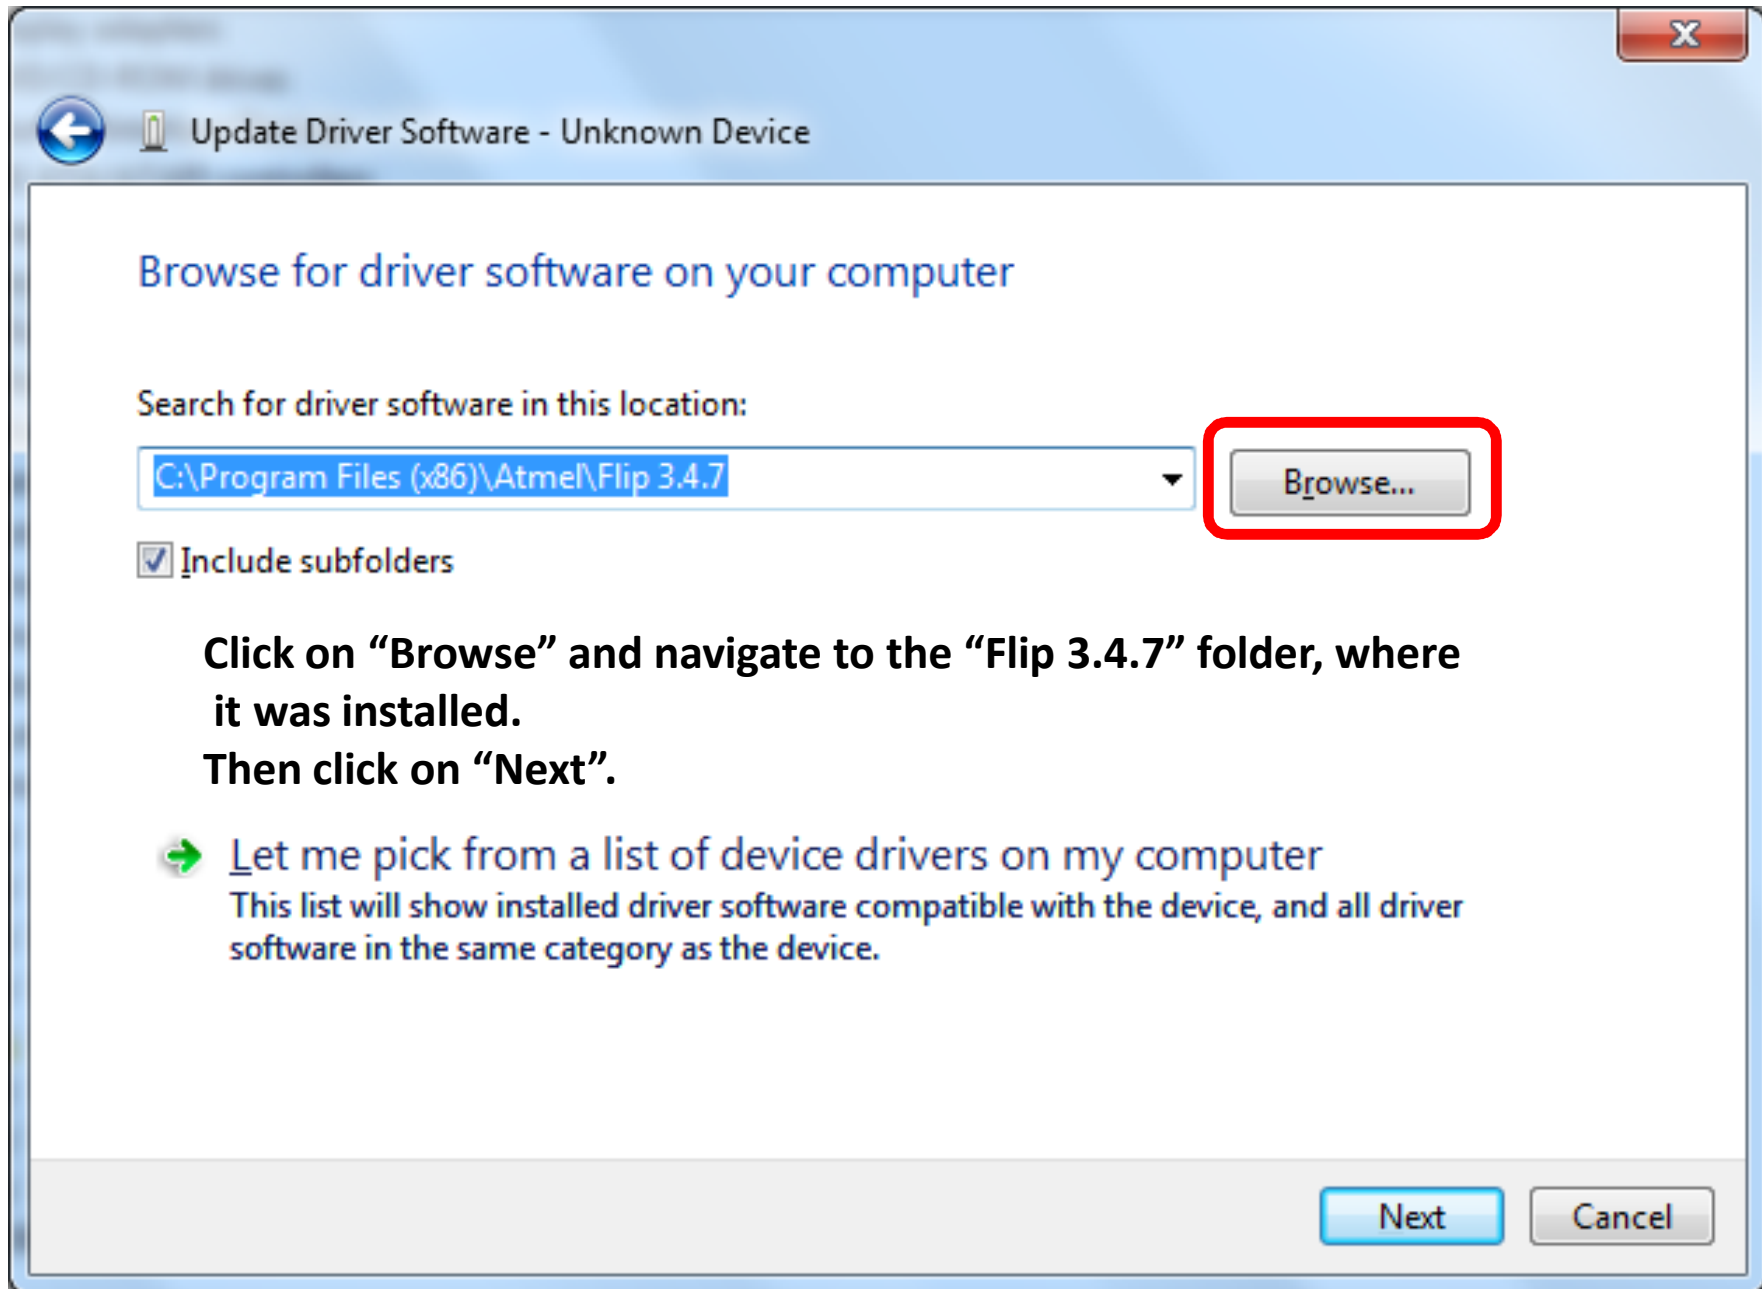 Update Driver Software - Unknown Device
Browse for driver software on your computer
Search for driver software in this location:
C:\Program Files (x86)\Atmel\Flip 3.4.7
Browse...
Include subfolders
Click on “Browse” and navigate to the “Flip 3.4.7” folder, where
it was installed.
Then click on “Next”.
Let me pick from a list of device drivers on my computer
This list will show installed driver software compatible with the device, and all driver
software in the same category as the device.
Next
Cancel